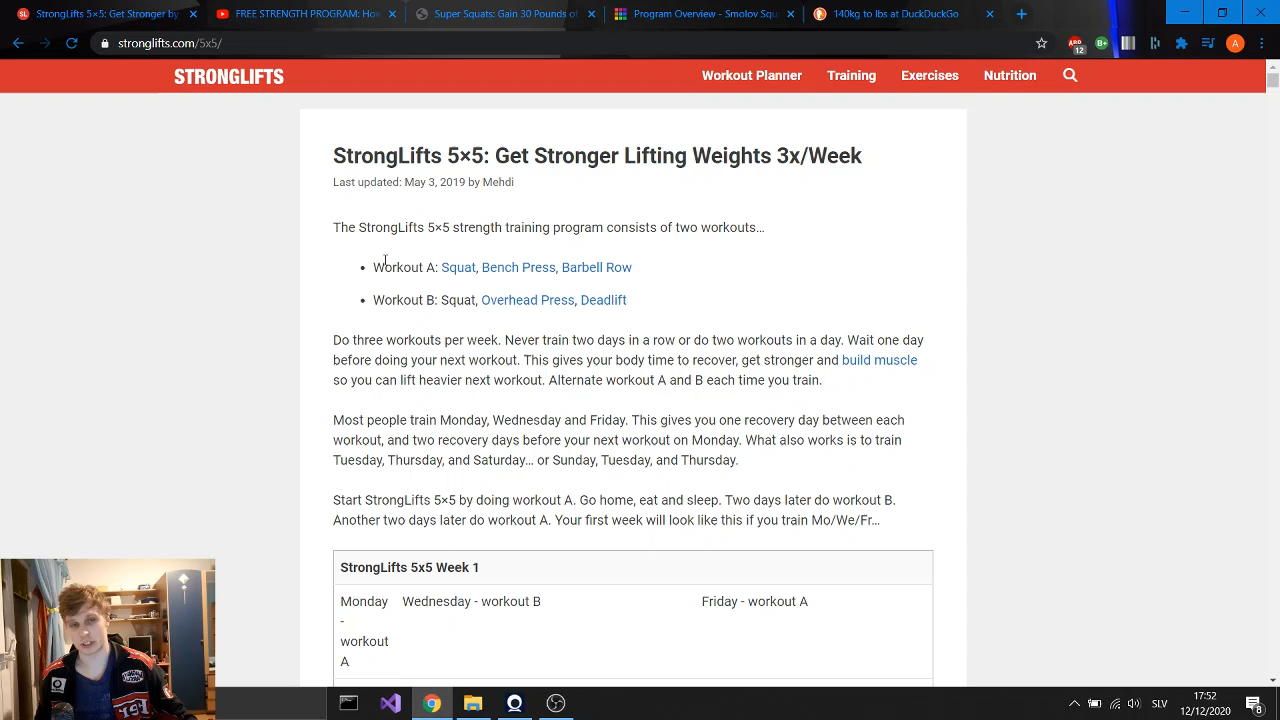 StrongLifts 5×5: Get Stronger by
FREE STRENGTH PROGRAM: Ho
Super Squats: Gain 30 Pounds of
Program Overview - Smolov Squ
140kg to lbs at DuckDuckGo
stronglifts.com/5x5/
12
A
STRONGLIFTS
Workout Planner Training Exercises Nutrition
StrongLifts 5×5: Get Stronger Lifting Weights 3x/Week
Last updated: May 3, 2019 by Mehdi
The StrongLifts 5×5 strength training program consists of two workouts…
• Workout A: Squat, Bench Press, Barbell Row
• Workout B: Squat, Overhead Press, Deadlift
Do three workouts per week. Never train two days in a row or do two workouts in a day. Wait one day
before doing your next workout. This gives your body time to recover, get stronger and build muscle
so you can lift heavier next workout. Alternate workout A and B each time you train.
Most people train Monday, Wednesday and Friday. This gives you one recovery day between each
workout, and two recovery days before your next workout on Monday. What also works is to train
Tuesday, Thursday, and Saturday… or Sunday, Tuesday, and Thursday.
Start StrongLifts 5×5 by doing workout A. Go home, eat and sleep. Two days later do workout B.
Another two days later do workout A. Your first week will look like this if you train Mo/We/Fr…
StrongLifts 5x5 Week 1
Monday Wednesday - workout B Friday - workout A
-
workout
A
SLV
17:52
12/12/2020
8